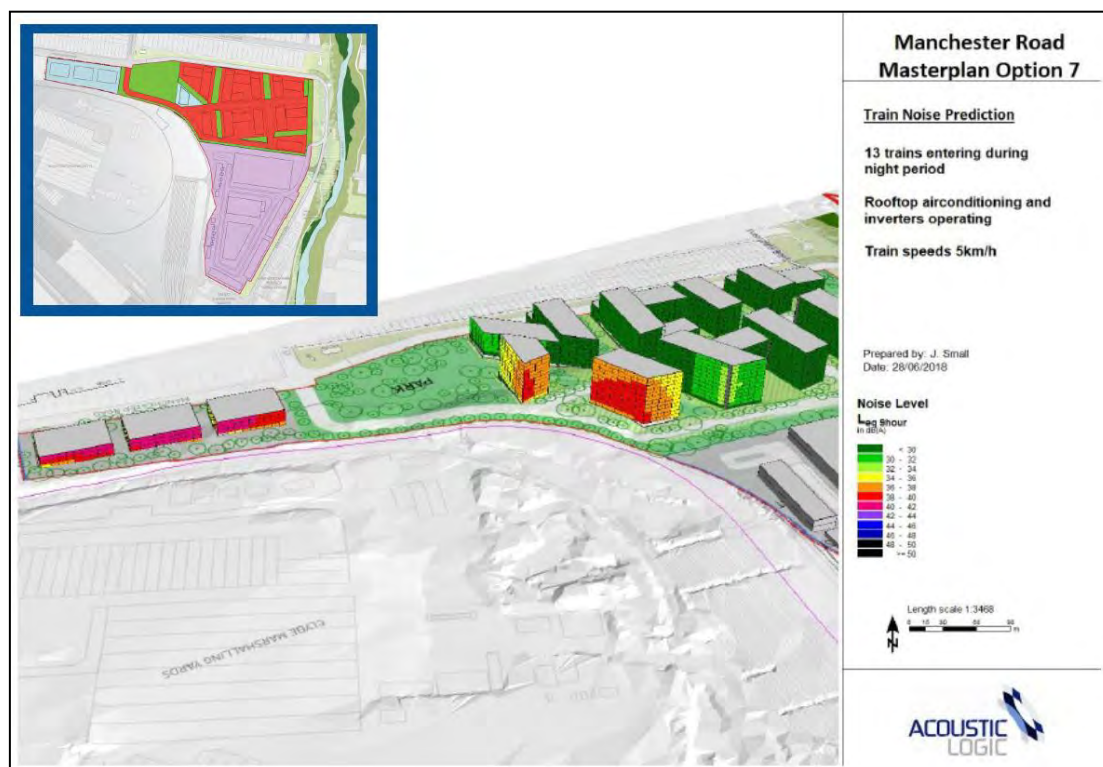 Manchester Road
Masterplan Option 7
Train Noise Prediction
13 trains entering during
night period
Rooftop airconditioning and
inverters operating
Train speeds 5km/h
Prepared by: J. Small
Date: 28/06/2018
Noise Level
Leq 9hour
in dB(A)
< 30
30 - 32
32 - 34
34 - 36
36 - 38
38 - 40
40 - 42
42 - 44
44 - 46
46 - 48
48 - 50
>= 50
Length scale 1:3468
m
N
ACOUSTIC
LOGIC
PARK
MANCHESTER ROAD
CLYDE MARSHALLING YARDS